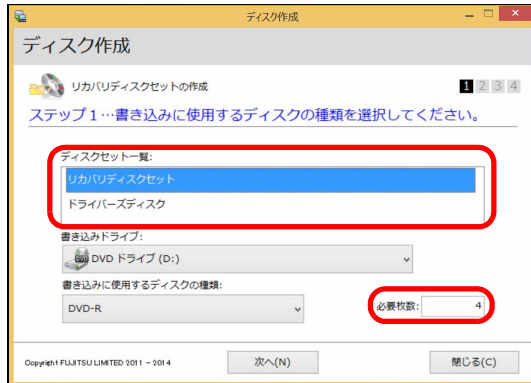 ディスク作成
ディスク作成
リカバリディスクセットの作成
1 2 3 4
ステップ1…書き込みに使用するディスクの種類を選択してください。
ディスクセット一覧:
リカバリディスクセット
ドライバーズディスク
書き込みドライブ:
DVD ドライブ (D:)
書き込みに使用するディスクの種類:
DVD-R
必要枚数: 4
Copyright FUJITSU LIMITED 2011 - 2014
次へ(N)
閉じる(C)